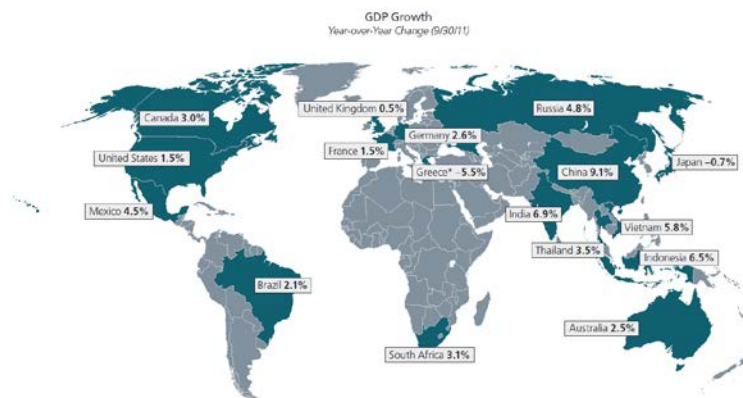 GDP Growth
Year-over-Year Change (9/30/11)
Canada 3.0%
United Kingdom 0.5%
Russia 4.8%
Germany 2.6%
United States 1.5%
France 1.5%
Japan –0.7%
Greece* –5.5%
China 9.1%
Mexico 4.5%
India 6.9%
Vietnam 5.8%
Thailand 3.5%
Indonesia 6.5%
Brazil 2.1%
Australia 2.5%
South Africa 3.1%